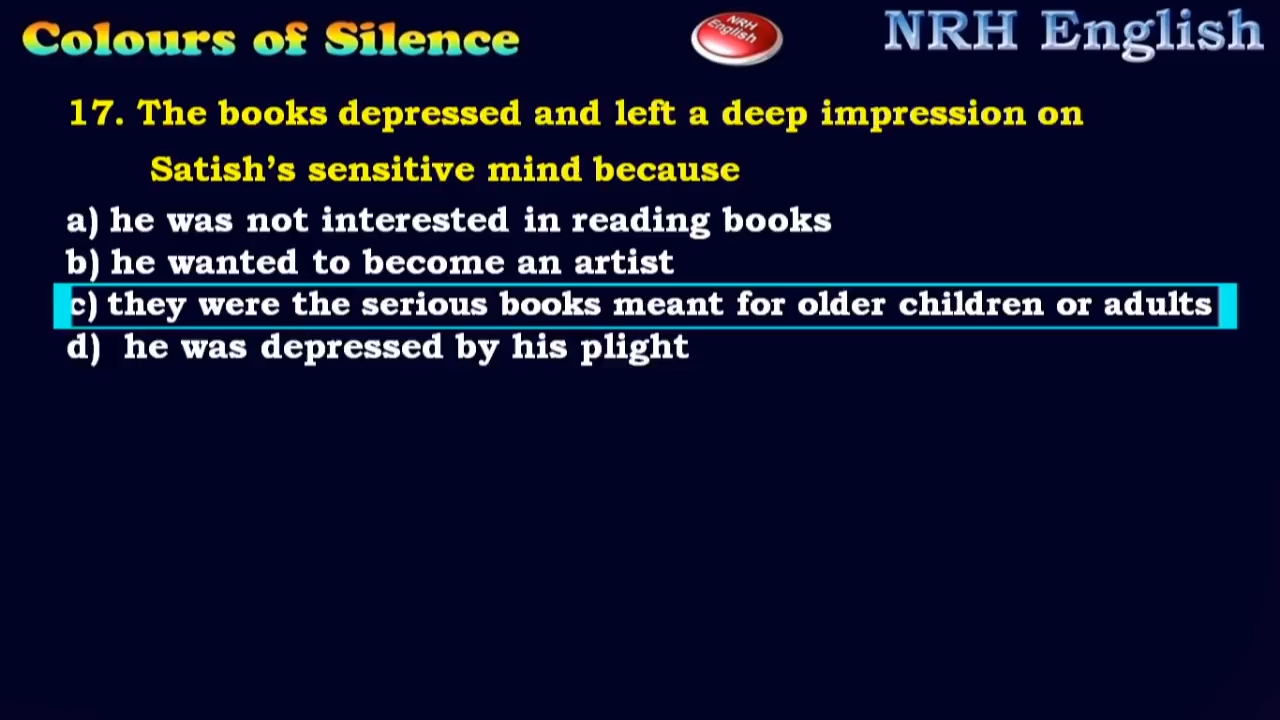 Colours of Silence
NRH English
NRH English
17. The books depressed and left a deep impression on
Satish's sensitive mind because
a) he was not interested in reading books
b) he wanted to become an artist
c) they were the serious books meant for older children or adults
d) he was depressed by his plight